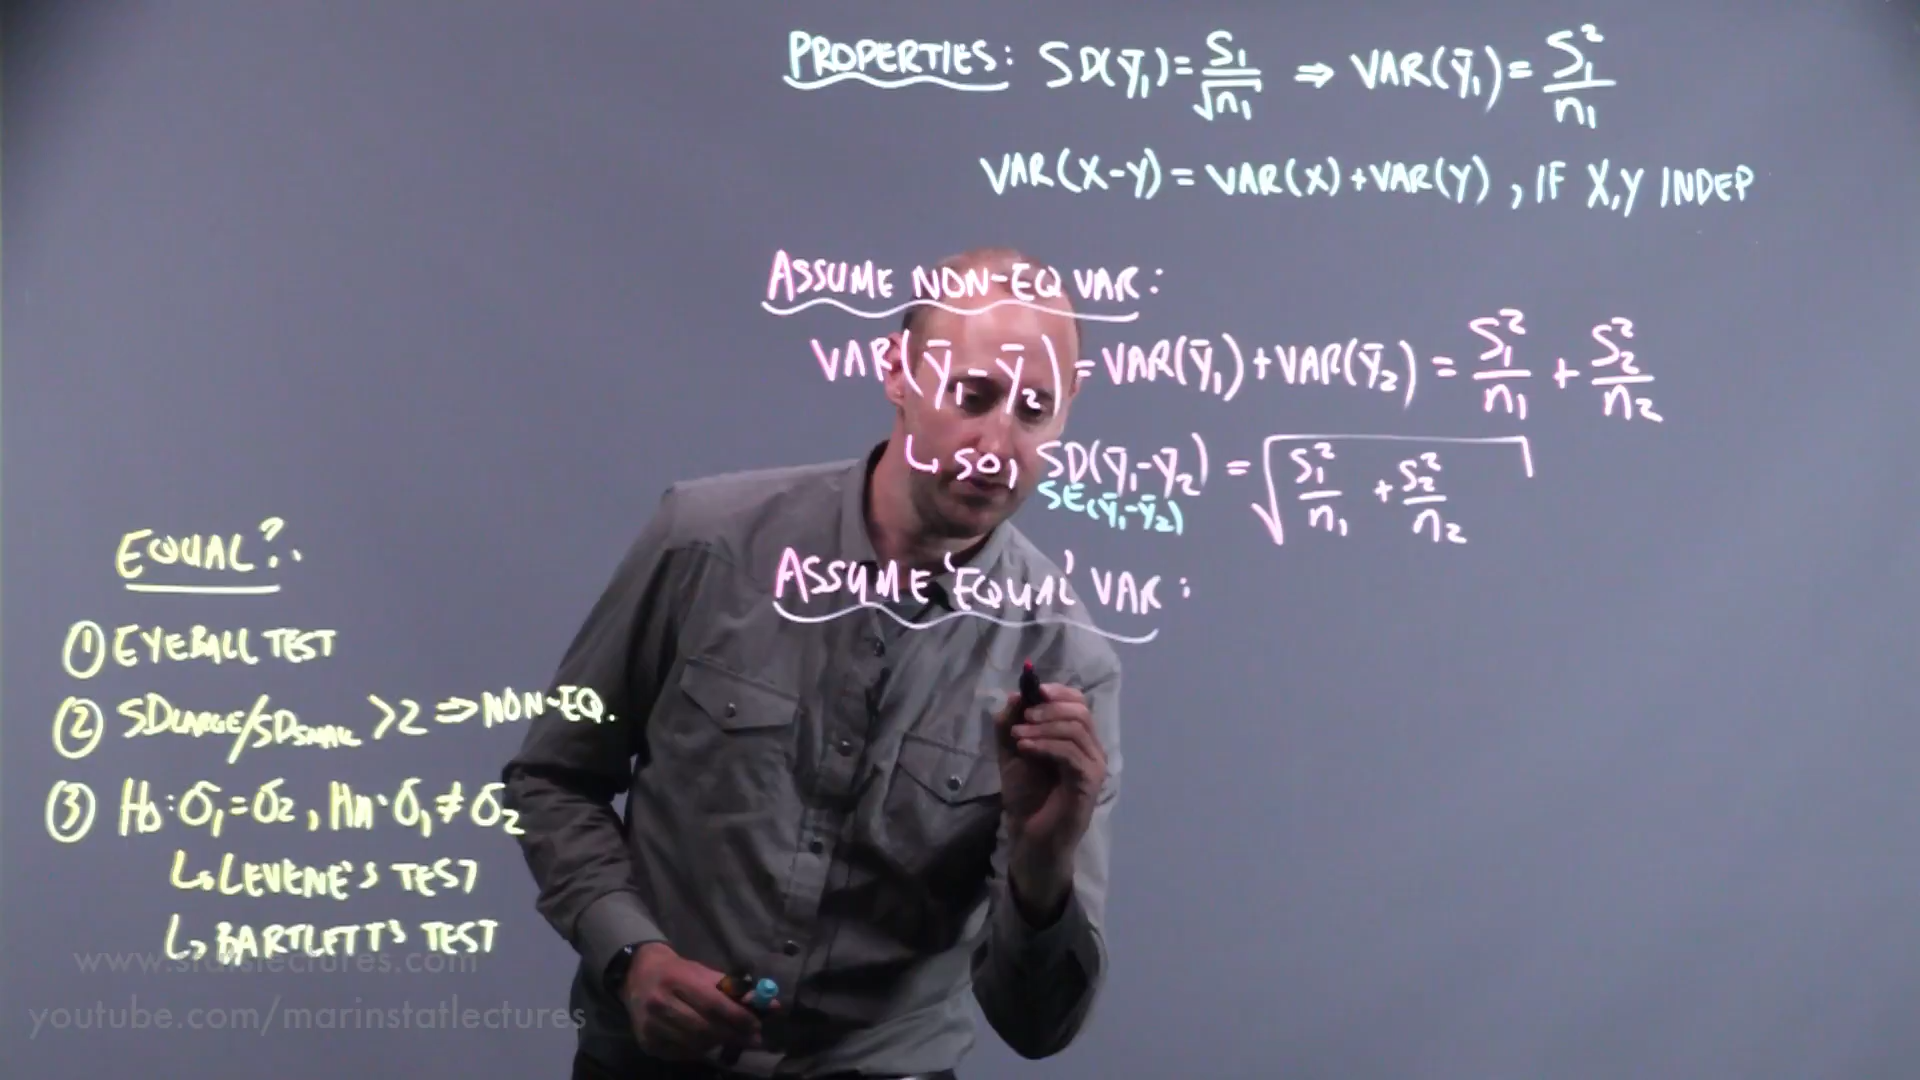 PROPERTIES: SD(ȳ₁) = S₁/√n₁ ⇒ VAR(ȳ₁) = S₁²/n₁
VAR(X-Y) = VAR(X) + VAR(Y), IF X,Y INDEP
ASSUME NON-EQ VAR:
VAR(ȳ₁ - ȳ₂) = VAR(ȳ₁) + VAR(ȳ₂) = S₁²/n₁ + S₂²/n₂
↳ SO, SD(ȳ₁-ȳ₂) = √(S₁²/n₁ + S₂²/n₂)
SE(ȳ₁-ȳ₂)
ASSUME 'EQUAL' VAR:
EQUAL?
① EYEBALL TEST
② SDLARGE/SDSMALL >2 ⇒ NON-EQ.
③ H₀: σ₁=σ₂, HA: σ₁≠σ₂
↳ LEVENE'S TEST
↳ BARTLETT'S TEST
www.statslectures.com
youtube.com/marinstatlectures